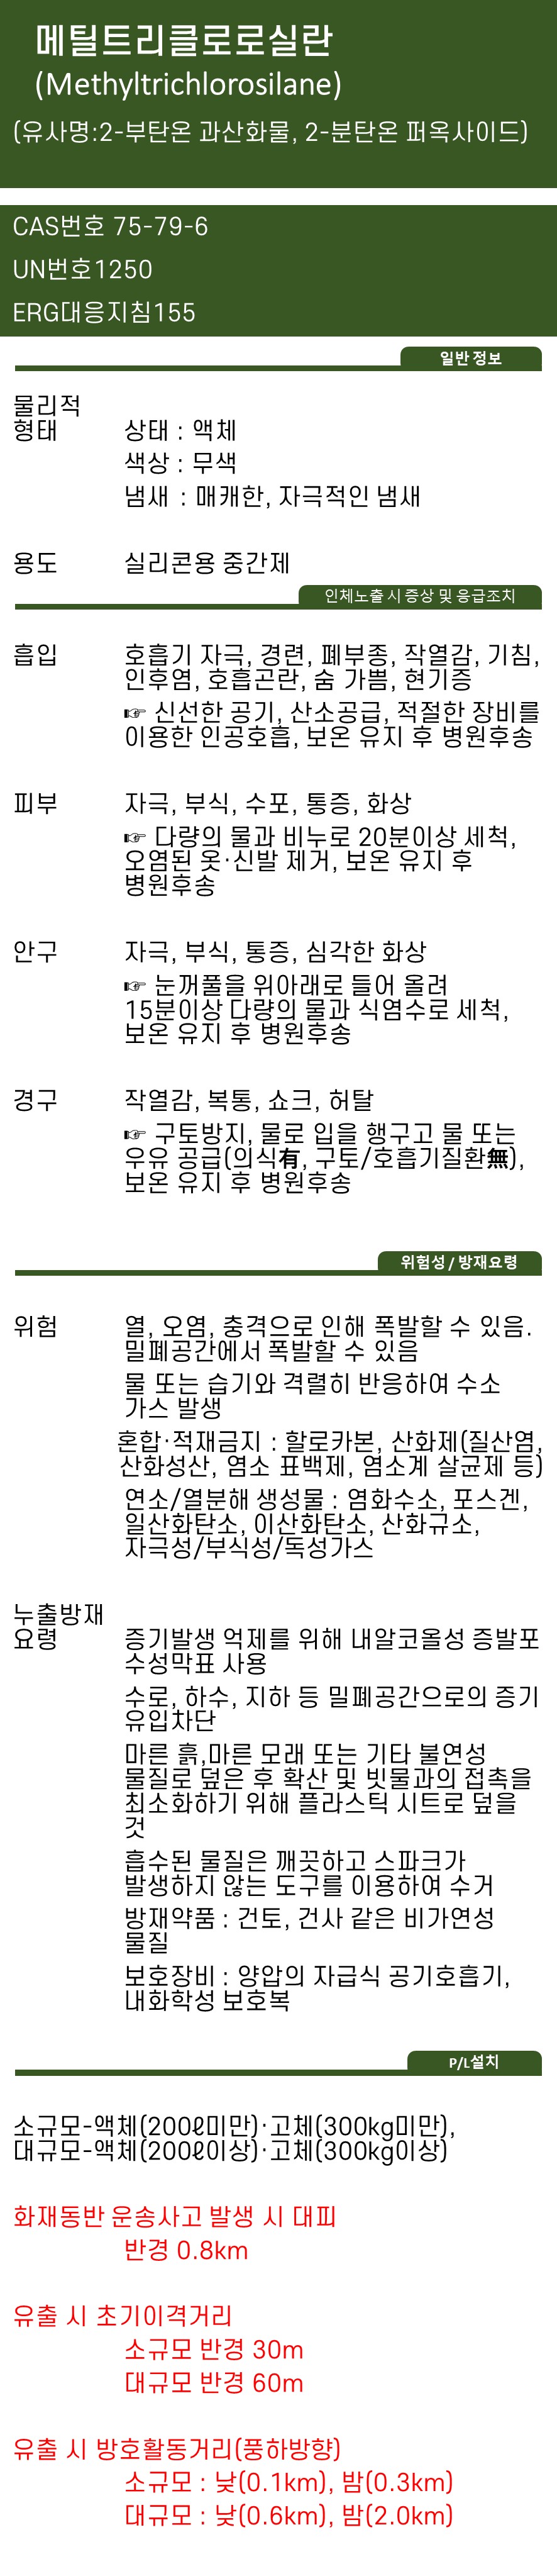 메틸트리클로로실란
(Methyltrichlorosilane)
(유사명:2-부탄온 과산화물, 2-분탄온 퍼옥사이드)
CAS번호 75-79-6
UN번호1250
ERG대응지침155
일반 정보
물리적
형태 상태 : 액체
색상 : 무색
냄새 : 매캐한, 자극적인 냄새
용도 실리콘용 중간제
인체노출 시 증상 및 응급조치
흡입 호흡기 자극, 경련, 폐부종, 작열감, 기침,
인후염, 호흡곤란, 숨 가쁨, 현기증
☞ 신선한 공기, 산소공급, 적절한 장비를
이용한 인공호흡, 보온 유지 후 병원후송
피부 자극, 부식, 수포, 통증, 화상
☞ 다량의 물과 비누로 20분이상 세척,
오염된 옷·신발 제거, 보온 유지 후
병원후송
안구 자극, 부식, 통증, 심각한 화상
☞ 눈꺼풀을 위아래로 들어 올려
15분이상 다량의 물과 식염수로 세척,
보온 유지 후 병원후송
경구 작열감, 복통, 쇼크, 허탈
☞ 구토방지, 물로 입을 행구고 물 또는
우유 공급(의식有, 구토/호흡기질환無),
보온 유지 후 병원후송
위험성 / 방재요령
위험 열, 오염, 충격으로 인해 폭발할 수 있음.
밀폐공간에서 폭발할 수 있음
물 또는 습기와 격렬히 반응하여 수소
가스 발생
혼합·적재금지 : 할로카본, 산화제(질산염,
산화성산, 염소 표백제, 염소계 살균제 등)
연소/열분해 생성물 : 염화수소, 포스겐,
일산화탄소, 이산화탄소, 산화규소,
자극성/부식성/독성가스
누출방재
요령 증기발생 억제를 위해 내알코올성 증발포
수성막표 사용
수로, 하수, 지하 등 밀폐공간으로의 증기
유입차단
마른 흙,마른 모래 또는 기타 불연성
물질로 덮은 후 확산 및 빗물과의 접촉을
최소화하기 위해 플라스틱 시트로 덮을
것
흡수된 물질은 깨끗하고 스파크가
발생하지 않는 도구를 이용하여 수거
방재약품 : 건토, 건사 같은 비가연성
물질
보호장비 : 양압의 자급식 공기호흡기,
내화학성 보호복
P/L설치
소규모-액체(200ℓ미만)·고체(300kg미만),
대규모-액체(200ℓ이상)·고체(300kg이상)
화재동반 운송사고 발생 시 대피
반경 0.8km
유출 시 초기이격거리
소규모 반경 30m
대규모 반경 60m
유출 시 방호활동거리(풍하방향)
소규모 : 낮(0.1km), 밤(0.3km)
대규모 : 낮(0.6km), 밤(2.0km)